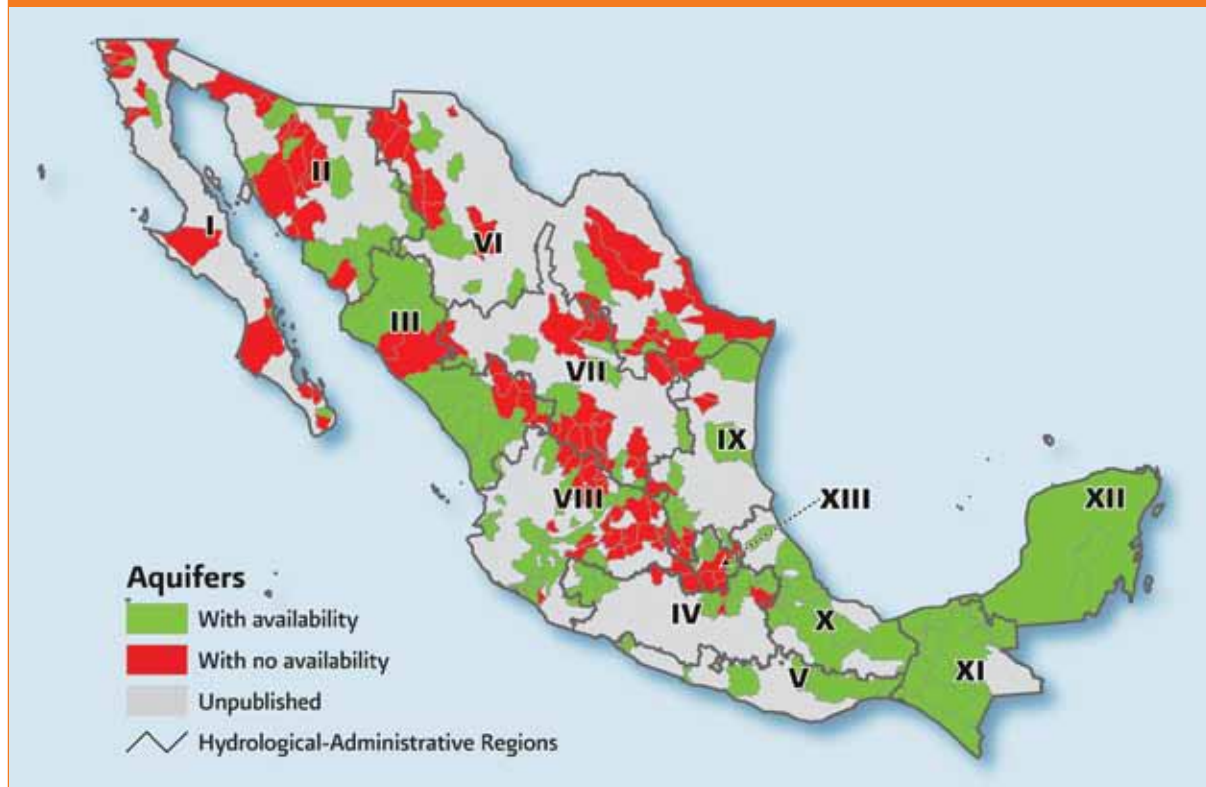 I
II
III
VI
VII
IX
VIII
XIII
XII
IV
X
V
XI
Aquifers
With availability
With no availability
Unpublished
Hydrological-Administrative Regions